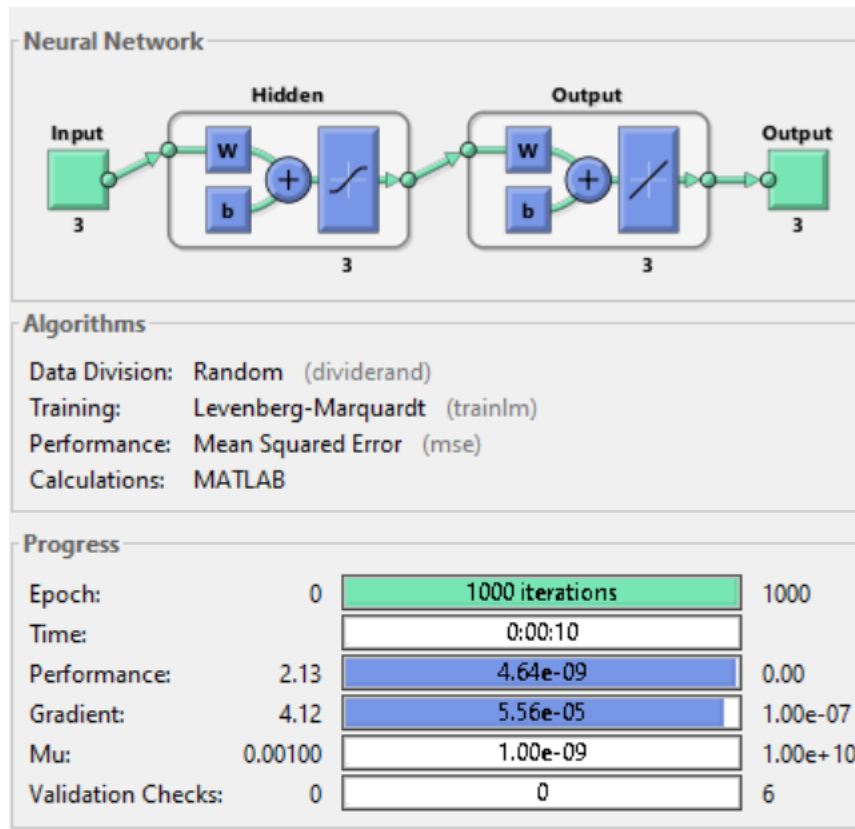 Neural Network
Hidden
Output
Input
Output
W
W
+
+
b
b
3
3
3
3
Algorithms
Data Division: Random (dividerand)
Training: Levenberg-Marquardt (trainlm)
Performance: Mean Squared Error (mse)
Calculations: MATLAB
Progress
Epoch: 0 1000 iterations 1000
Time: 0:00:10
Performance: 2.13 4.64e-09 0.00
Gradient: 4.12 5.56e-05 1.00e-07
Mu: 0.00100 1.00e-09 1.00e+10
Validation Checks: 0 0 6